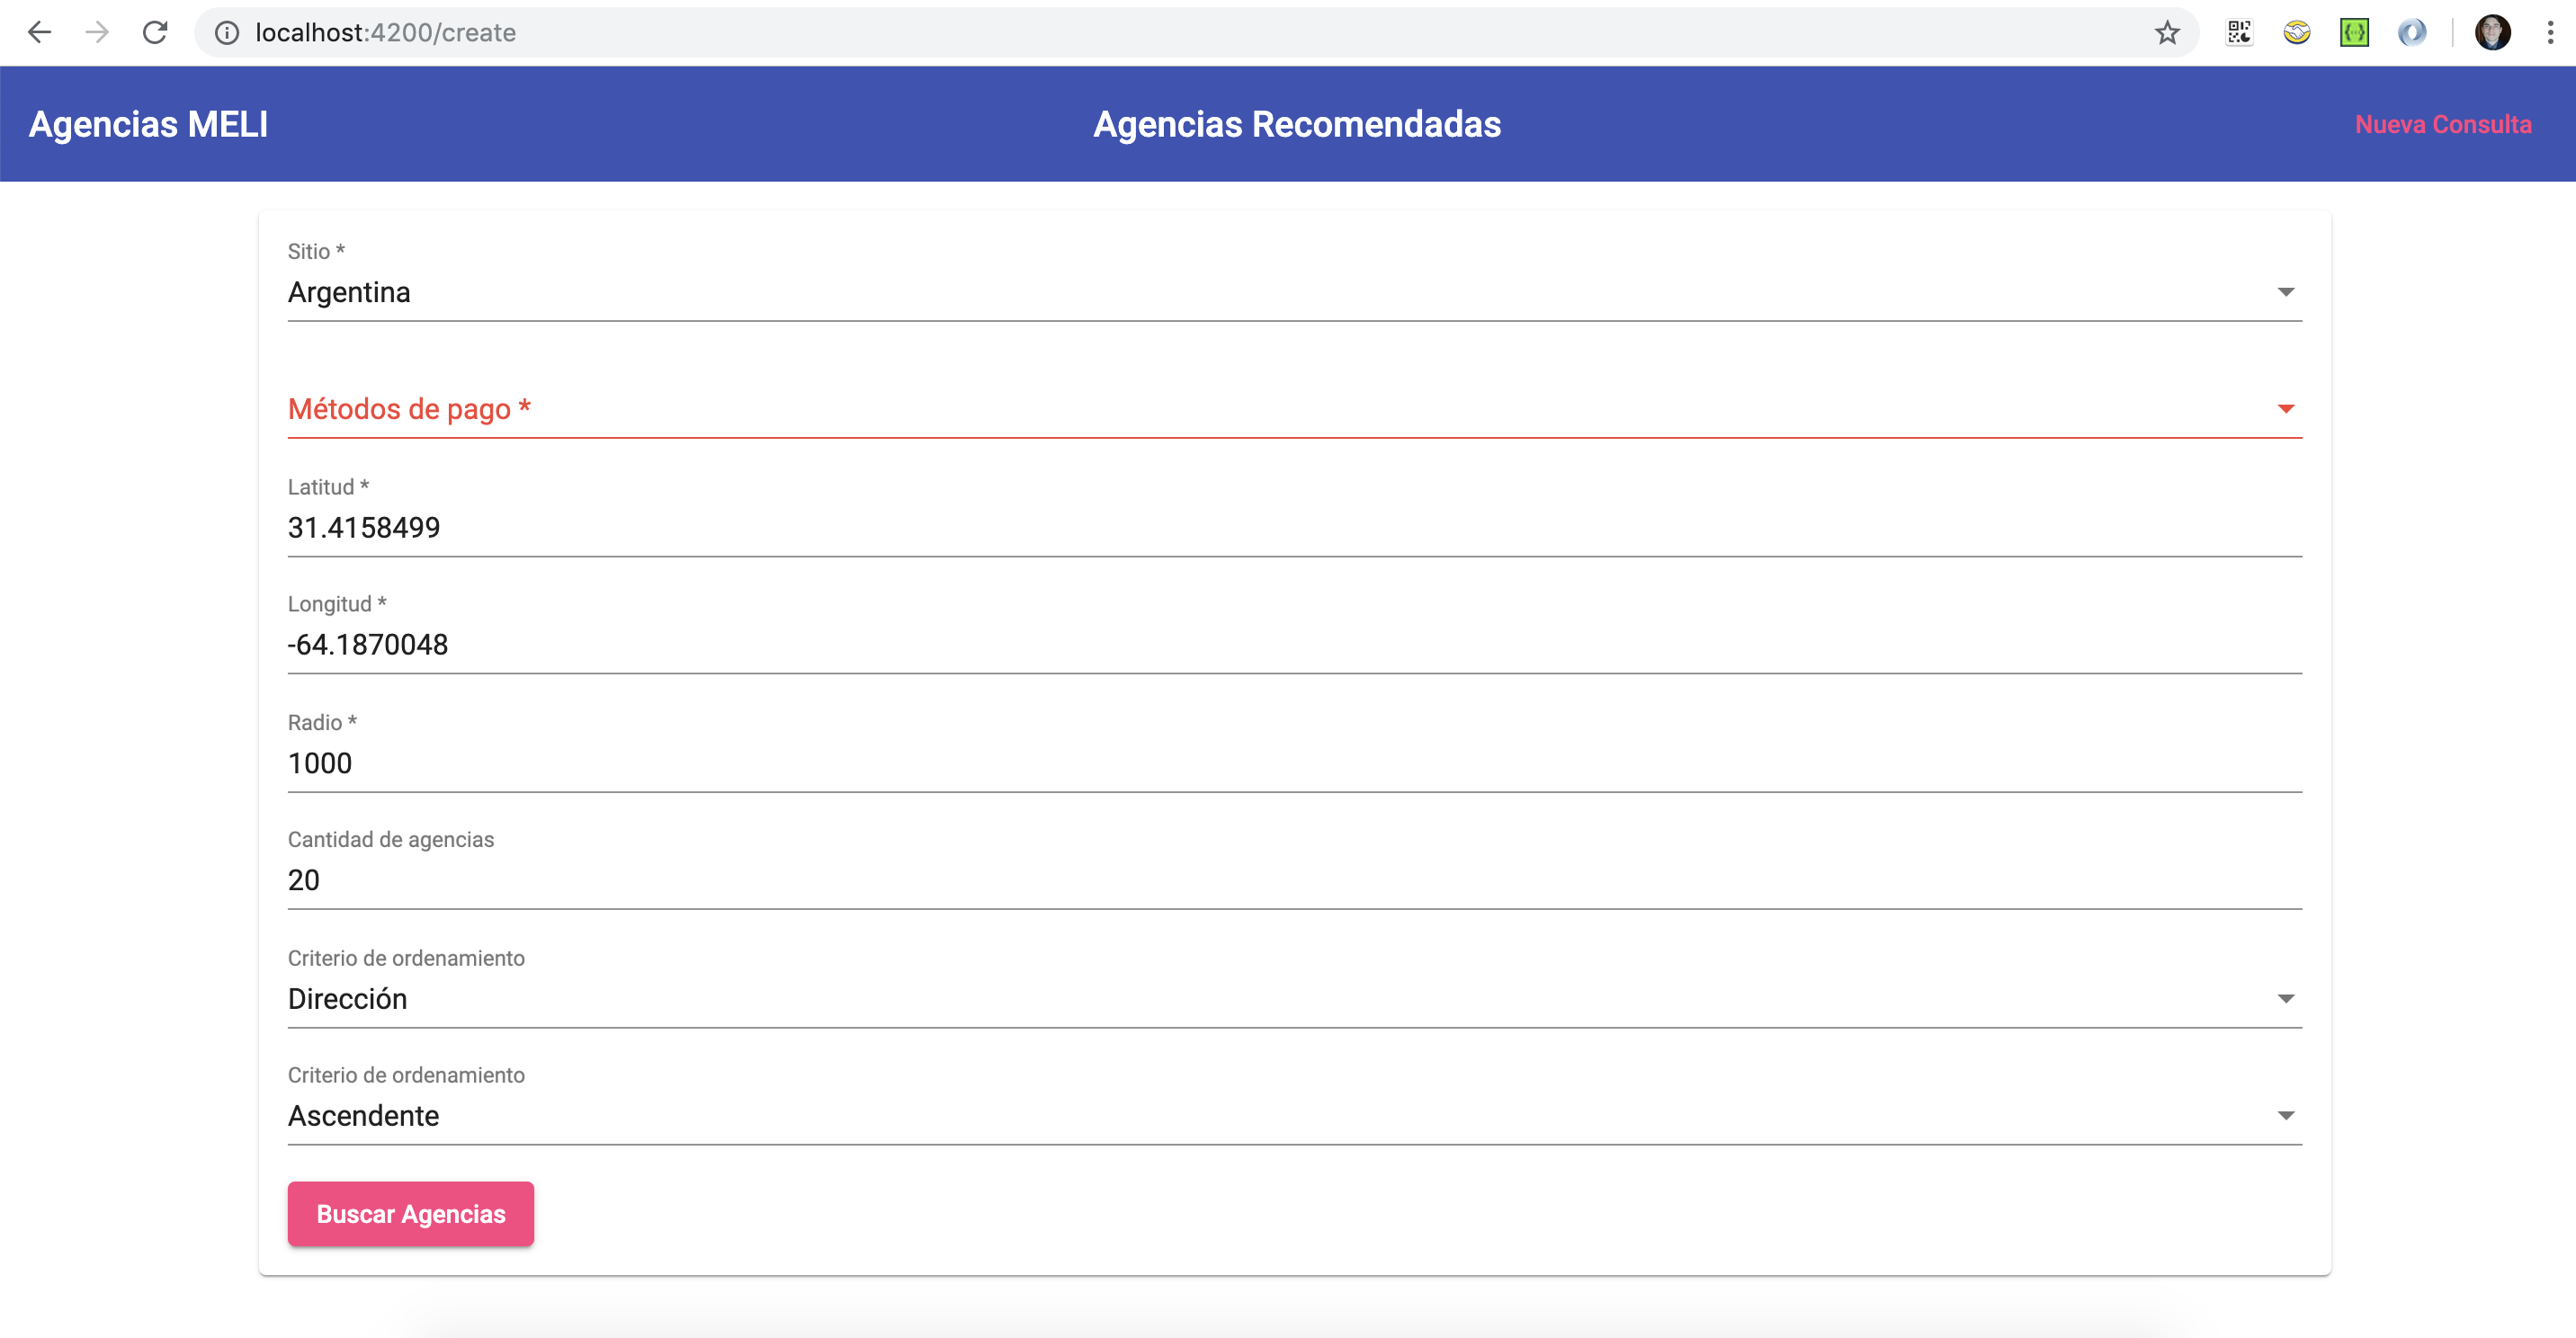 localhost:4200/create
Agencias MELI
Agencias Recomendadas
Nueva Consulta
Sitio *
Argentina
Métodos de pago *
Latitud *
31.4158499
Longitud *
-64.1870048
Radio *
1000
Cantidad de agencias
20
Criterio de ordenamiento
Dirección
Criterio de ordenamiento
Ascendente
Buscar Agencias